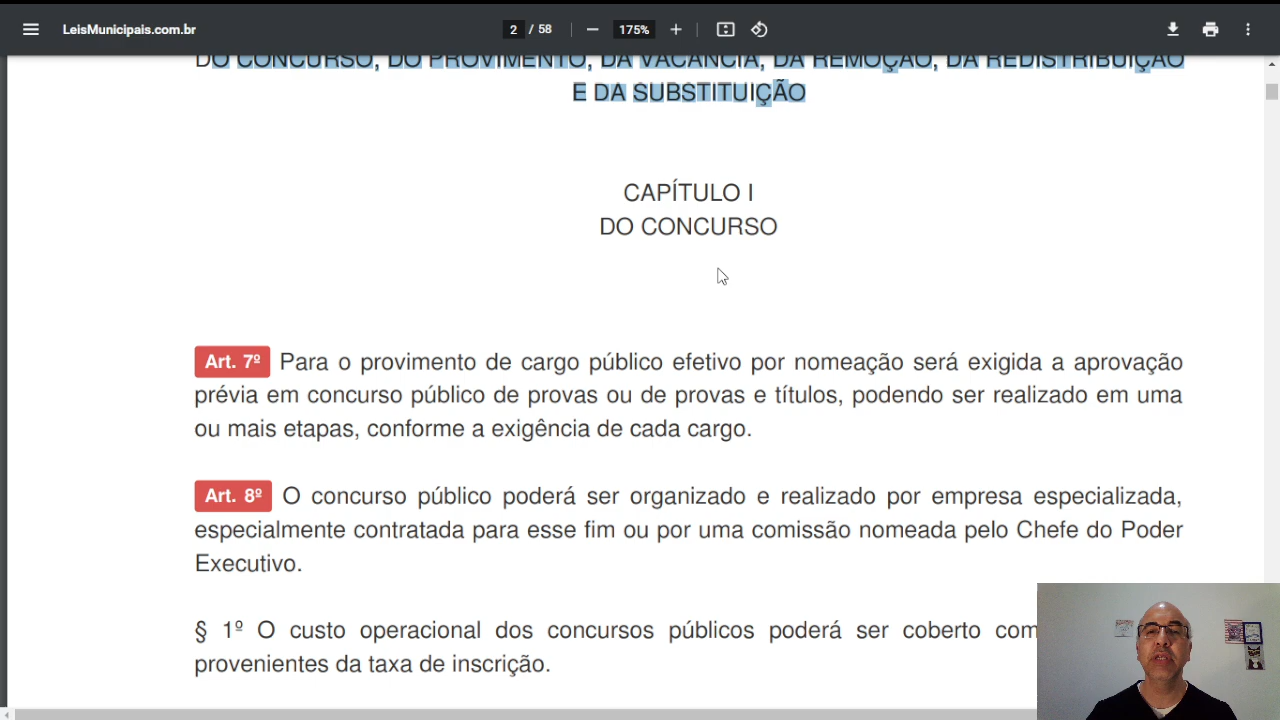 LeisMunicipais.com.br
2 / 58
175%
DO CONCURSO, DO PROVIMENTO, DA VACÂNCIA, DA REMOÇÃO, DA REDISTRIBUIÇÃO
E DA SUBSTITUIÇÃO
CAPÍTULO I
DO CONCURSO
Art. 7º Para o provimento de cargo público efetivo por nomeação será exigida a aprovação
prévia em concurso público de provas ou de provas e títulos, podendo ser realizado em uma
ou mais etapas, conforme a exigência de cada cargo.
Art. 8º O concurso público poderá ser organizado e realizado por empresa especializada,
especialmente contratada para esse fim ou por uma comissão nomeada pelo Chefe do Poder
Executivo.
§ 1º O custo operacional dos concursos públicos poderá ser coberto com
provenientes da taxa de inscrição.